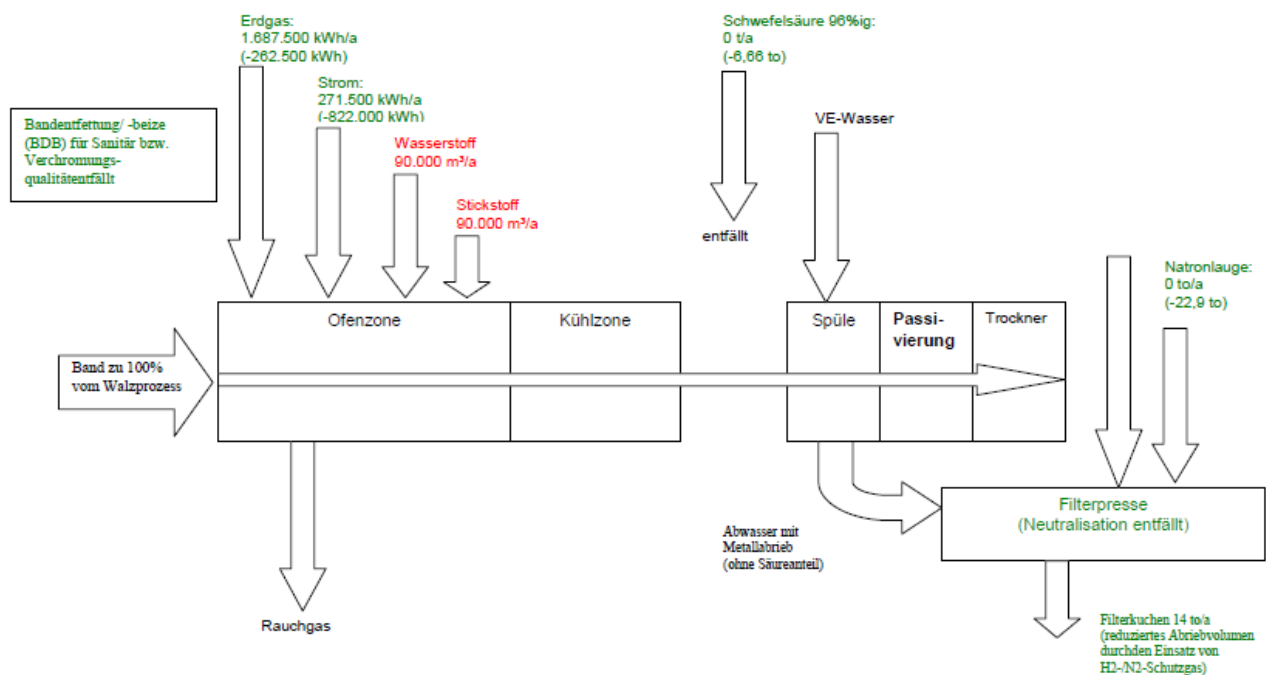 Erdgas:
1.687.500 kWh/a
(-262.500 kWh)
Schwefelsäure 96%ig:
0 t/a
(-6,66 to)
Strom:
271.500 kWh/a
(-822.000 kWh)
Bandentfettung/ -beize
(BDB) für Sanitär bzw.
Verchromungs-
qualitätentfällt
VE-Wasser
Wasserstoff
90.000 m³/a
Stickstoff
90.000 m³/a
entfällt
Natronlauge:
0 to/a
(-22,9 to)
Ofenzone
Kühlzone
Spüle
Passi-
vierung
Trockner
Band zu 100%
vom Walzprozess
Filterpresse
(Neutralisation entfällt)
Abwasser mit
Metallabrieb
(ohne Säureanteil)
Rauchgas
Filterkuchen 14 to/a
(reduziertes Abriebvolumen
durchden Einsatz von
H2-/N2-Schutzgas)